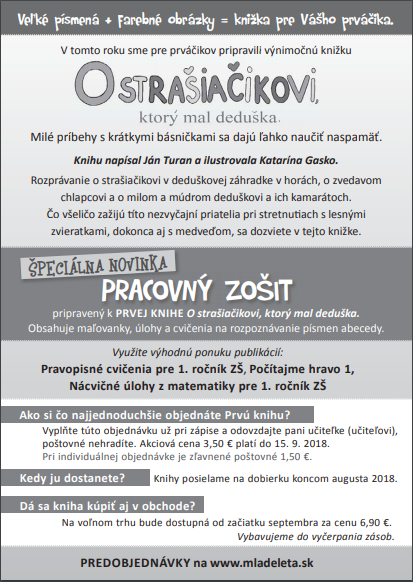 Veľké písmená + Farebné obrázky = knižka pre Vášho prváčika.
V tomto roku sme pre prváčikov pripravili výnimočnú knižku
O STRAŠIAČIKOVI,
ktorý mal deduška.
Milé príbehy s krátkymi básničkami sa dajú ľahko naučiť naspamäť.
Knihu napísal Ján Turan a ilustrovala Katarína Gasko.
Rozprávanie o strašiačikovi v deduškovej záhradke v horách, o zvedavom
chlapcovi a o milom a múdrom deduškovi a ich kamarátoch.
Čo všeličo zažijú títo nezvyčajní priatelia pri stretnutiach s lesnými
zvieratkami, dokonca aj s medveďom, sa dozviete v tejto knižke.
ŠPECIÁLNA NOVINKA
PRACOVNÝ ZOŠIT
pripravený k PRVEJ KNIHE O strašiačikovi, ktorý mal deduška.
Obsahuje maľovanky, úlohy a cvičenia na rozpoznávanie písmen abecedy.
Využite výhodnú ponuku publikácií:
Pravopisné cvičenia pre 1. ročník ZŠ, Počítajme hravo 1,
Nácvičné úlohy z matematiky pre 1. ročník ZŠ
Ako si čo najjednoduchšie objednáte Prvú knihu?
Vyplňte túto objednávku už pri zápise a odovzdajte pani učiteľke (učiteľovi),
poštovné nehradíte. Akciová cena 3,50 € platí do 15. 9. 2018.
Pri individuálnej objednávke je zľavnené poštovné 1,50 €.
Kedy ju dostanete? Knihy posielame na dobierku koncom augusta 2018.
Dá sa kniha kúpiť aj v obchode?
Na voľnom trhu bude dostupná od začiatku septembra za cenu 6,90 €.
Vybavujeme do vyčerpania zásob.
PREDOBJEDNÁVKY na www.mladeleta.sk